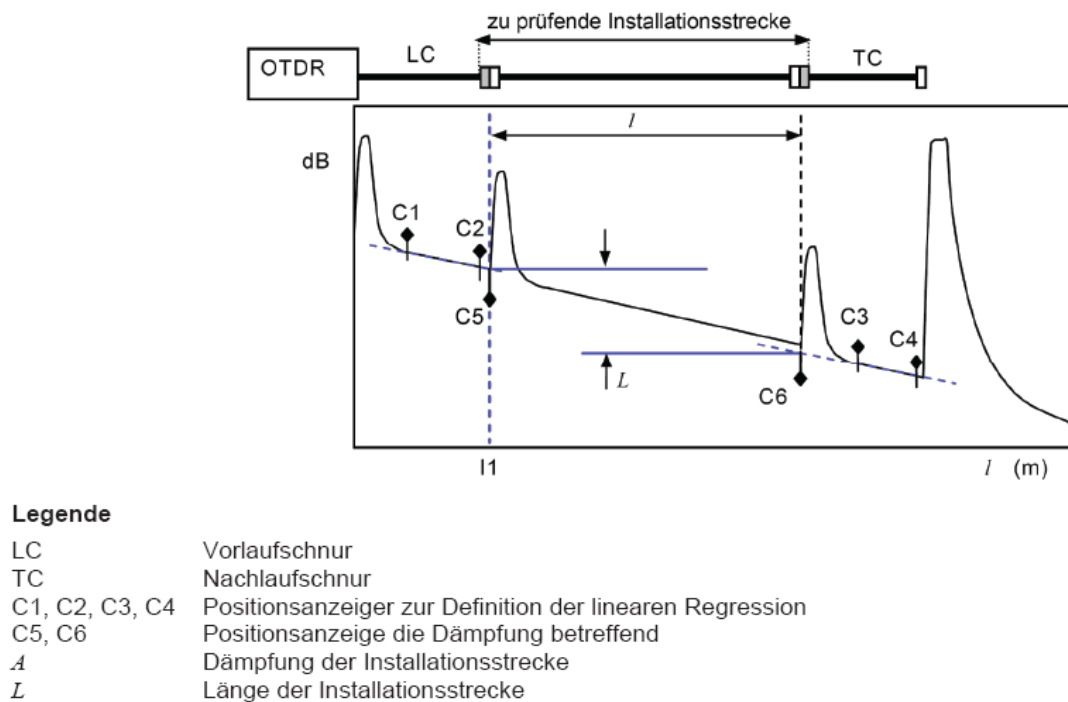 zu prüfende Installationsstrecke
OTDR
LC
TC
l
dB
C1
C2
C3
C4
C5
L
C6
l1
l (m)
Legende
LC Vorlaufschnur
TC Nachlaufschnur
C1, C2, C3, C4 Positionsanzeiger zur Definition der linearen Regression
C5, C6 Positionsanzeige die Dämpfung betreffend
A Dämpfung der Installationsstrecke
L Länge der Installationsstrecke